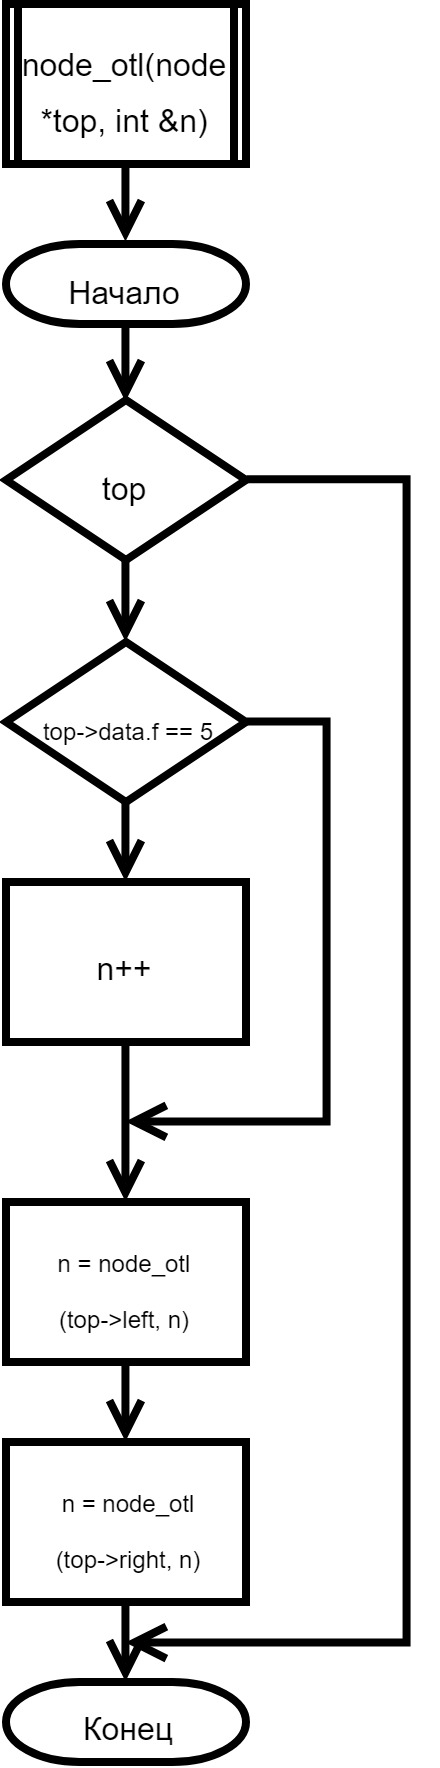 node_otl(node
*top, int &n)
Начало
top
top->data.f == 5
n++
n = node_otl
(top->left, n)
n = node_otl
(top->right, n)
Конец